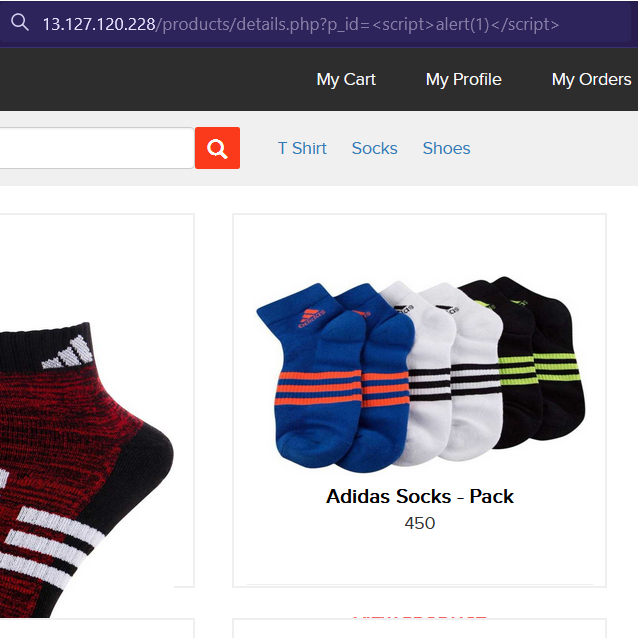 13.127.120.228/products/details.php?p_id=<script>alert(1)</script>
My Cart My Profile My Orders
T Shirt Socks Shoes
Adidas Socks - Pack
450